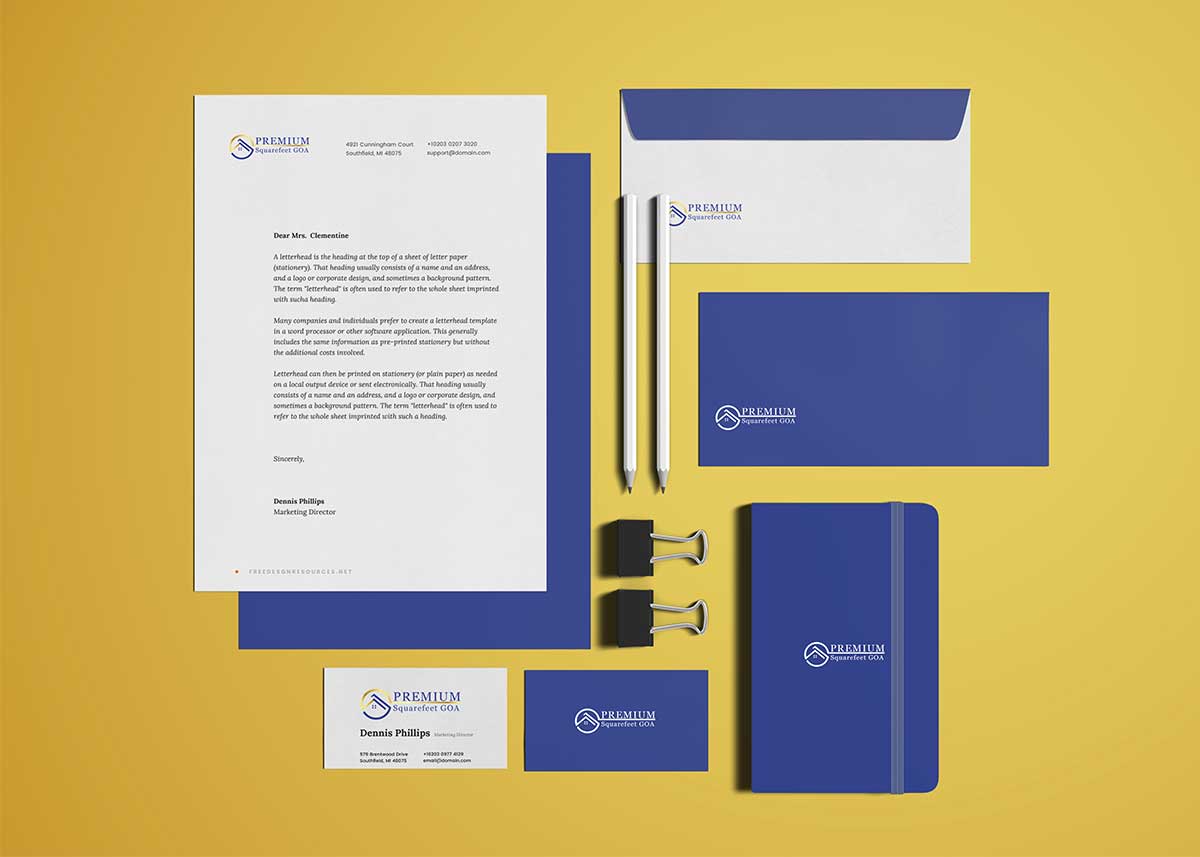 PREMIUM
Squarefeet GOA
4921 Cunningham Court
Southfield, MI 48075
+10203 0207 3020
support@domain.com
Dear Mrs. Clementine
A letterhead is the heading at the top of a sheet of letter paper
(stationery). That heading usually consists of a name and an address,
and a logo or corporate design, and sometimes a background pattern.
The term "letterhead" is often used to refer to the whole sheet imprinted
with sucha heading.
Many companies and individuals prefer to create a letterhead template
in a word processor or other software application. This generally
includes the same information as pre-printed stationery but without
the additional costs involved.
Letterhead can then be printed on stationery (or plain paper) as needed
on a local output device or sent electronically. That heading usually
consists of a name and an address, and a logo or corporate design, and
sometimes a background pattern. The term "letterhead" is often used to
refer to the whole sheet imprinted with such a heading.
Sincerely,
Dennis Phillips
Marketing Director
FREEDESIGNRESOURCES.NET
PREMIUM
Squarefeet GOA
PREMIUM
Squarefeet GOA
PREMIUM
Squarefeet GOA
PREMIUM
Squarefeet GOA
Dennis Phillips Marketing Director
579 Brentwood Drive
Southfield, MI 48075
+10203 0977 4129
email@domain.com
PREMIUM
Squarefeet GOA